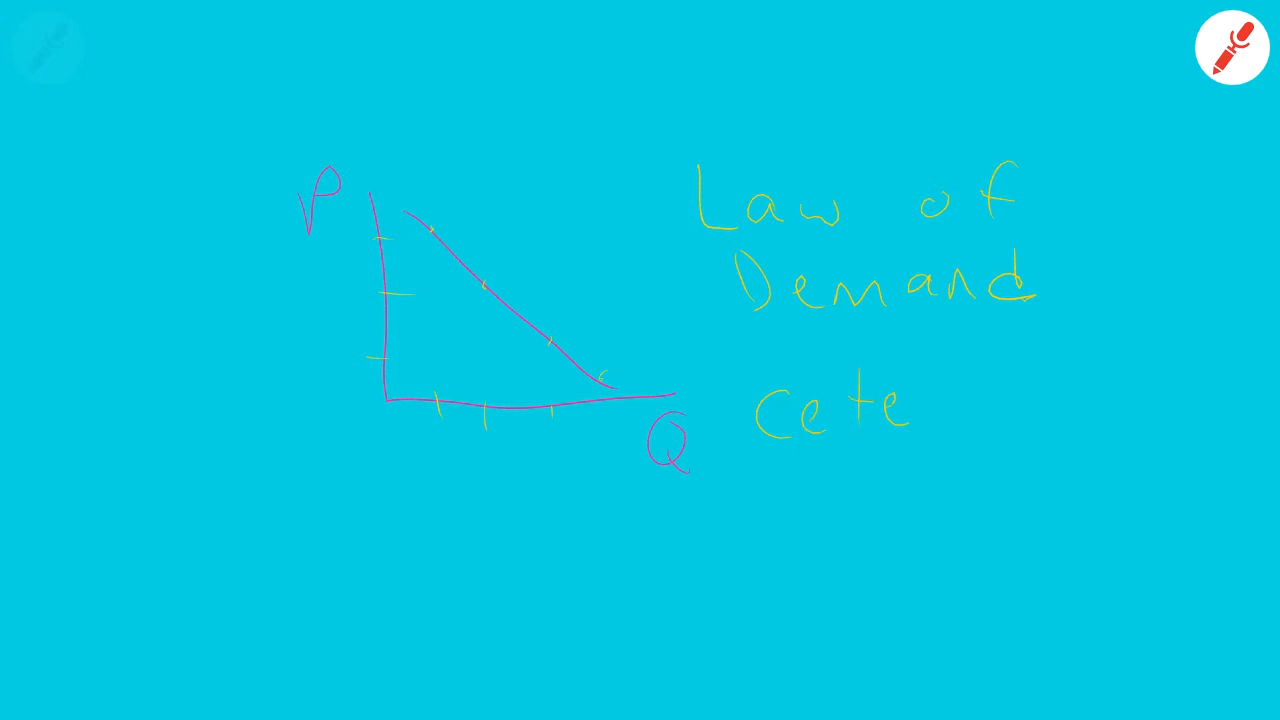 P
Law of
Demand
cete
Q